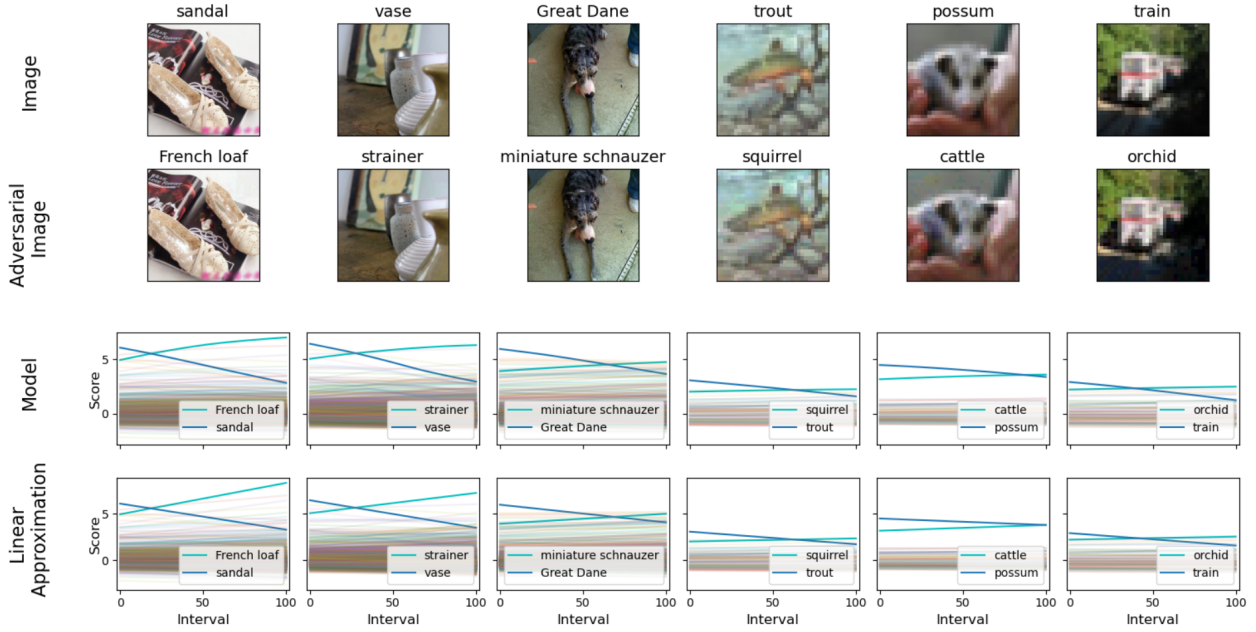 sandal vase Great Dane trout possum train
Image
French loaf strainer miniature schnauzer squirrel cattle orchid
Adversarial
Image
Model
Score
5
0
French loaf strainer miniature schnauzer squirrel cattle orchid
sandal vase Great Dane trout possum train
Linear
Approximation
Score
5
0
French loaf strainer miniature schnauzer squirrel cattle orchid
sandal vase Great Dane trout possum train
0 50 100 0 50 100 0 50 100 0 50 100 0 50 100 0 50 100
Interval Interval Interval Interval Interval Interval